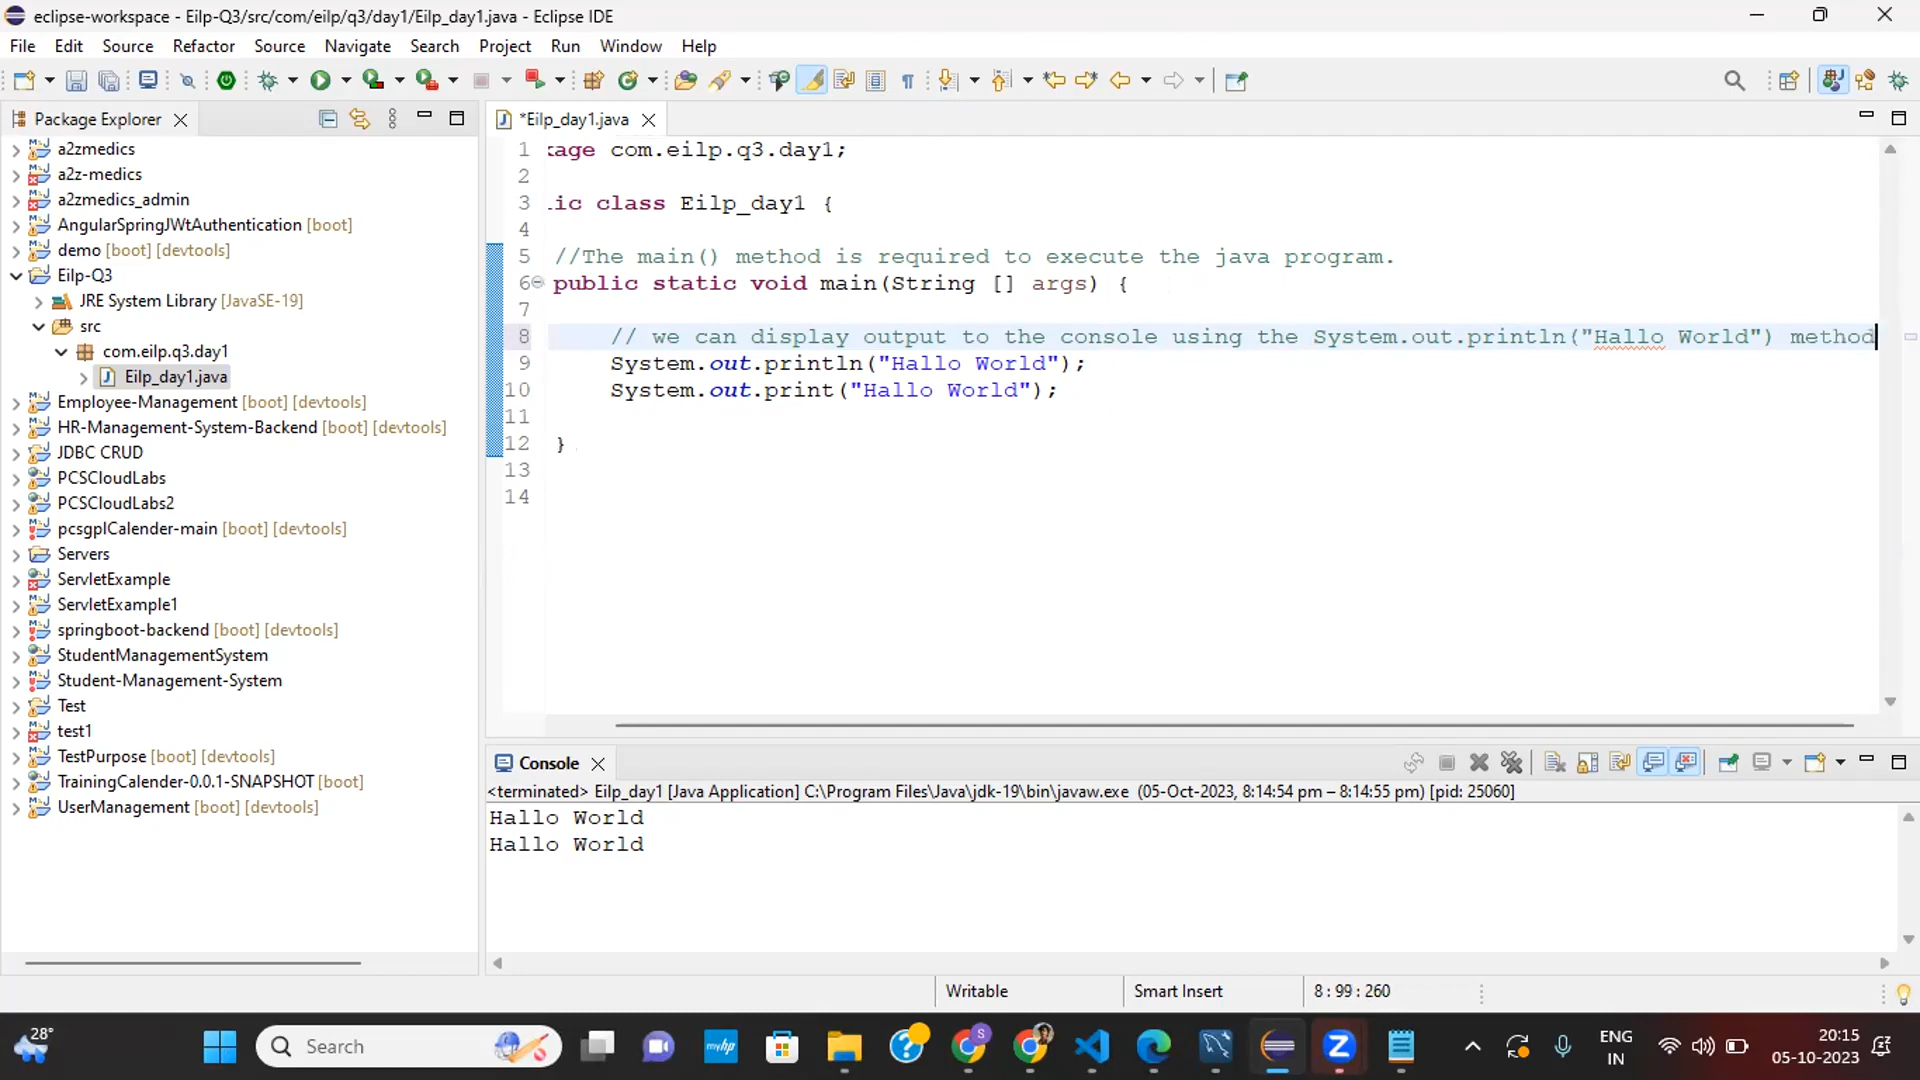 eclipse-workspace - Eilp-Q3/src/com/eilp/q3/day1/Eilp_day1.java - Eclipse IDE
File Edit Source Refactor Source Navigate Search Project Run Window Help
Package Explorer
*Eilp_day1.java
a2zmedics
a2z-medics
a2zmedics_admin
AngularSpringJWtAuthentication [boot]
demo [boot] [devtools]
Eilp-Q3
JRE System Library [JavaSE-19]
src
com.eilp.q3.day1
Eilp_day1.java
Employee-Management [boot] [devtools]
HR-Management-System-Backend [boot] [devtools]
JDBC CRUD
PCSCloudLabs
PCSCloudLabs2
pcsgplCalender-main [boot] [devtools]
Servers
ServletExample
ServletExample1
springboot-backend [boot] [devtools]
StudentManagementSystem
Student-Management-System
Test
test1
TestPurpose [boot] [devtools]
TrainingCalender-0.0.1-SNAPSHOT [boot]
UserManagement [boot] [devtools]
1 kage com.eilp.q3.day1;
2
3 lic class Eilp_day1 {
4
5 //The main() method is required to execute the java program.
6 public static void main(String [] args) {
7
8 // we can display output to the console using the System.out.println("Hallo World") method
9 System.out.println("Hallo World");
10 System.out.print("Hallo World");
11
12 }
13
14
Console
<terminated> Eilp_day1 [Java Application] C:\Program Files\Java\jdk-19\bin\javaw.exe (05-Oct-2023, 8:14:54 pm – 8:14:55 pm) [pid: 25060]
Hallo World
Hallo World
Writable Smart Insert 8 : 99 : 260
28°
Search
myhp
ENG
IN
20:15
05-10-2023